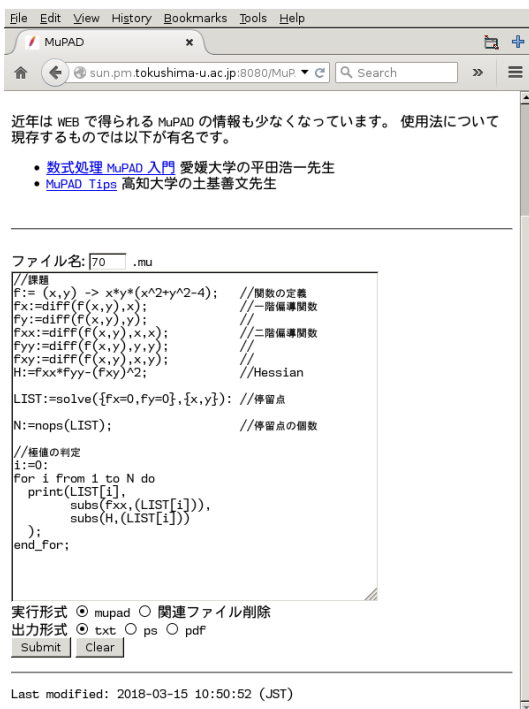 File Edit View History Bookmarks Tools Help
MuPAD
sun.pm.tokushima-u.ac.jp:8080/MuP. Search
近年は WEB で得られる MuPAD の情報も少なくなっています。 使用法について
現存するものでは以下が有名です。
• 数式処理 MuPAD 入門 愛媛大学の平田浩一先生
• MuPAD Tips 高知大学の土基善文先生
ファイル名: 70 .mu
//課題
f:= (x,y) -> x*y*(x^2+y^2-4); //関数の定義
fx:=diff(f(x,y),x); //一階偏導関数
fy:=diff(f(x,y),y); //
fxx:=diff(f(x,y),x,x); //二階偏導関数
fyy:=diff(f(x,y),y,y); //
fxy:=diff(f(x,y),x,y); //
H:=fxx*fyy-(fxy)^2; //Hessian
LIST:=solve({fx=0,fy=0},{x,y}): //停留点
N:=nops(LIST); //停留点の個数
//極値の判定
i:=0:
for i from 1 to N do
print(LIST[i],
subs(fxx,(LIST[i])),
subs(H,(LIST[i]))
);
end_for;
実行形式 mupad 関連ファイル削除
出力形式 txt ps pdf
Submit Clear
Last modified: 2018-03-15 10:50:52 (JST)